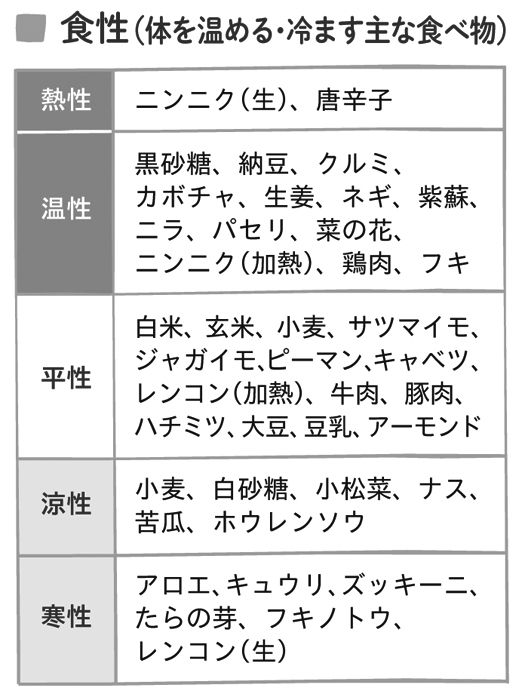 食性(体を温める・冷ます主な食べ物)
熱性
ニンニク(生)、唐辛子
温性
黒砂糖、納豆、クルミ、
カボチャ、生姜、ネギ、紫蘇、
ニラ、パセリ、菜の花、
ニンニク(加熱)、鶏肉、フキ
平性
白米、玄米、小麦、サツマイモ、
ジャガイモ、ピーマン、キャベツ、
レンコン(加熱)、牛肉、豚肉、
ハチミツ、大豆、豆乳、アーモンド
涼性
小麦、白砂糖、小松菜、ナス、
苦瓜、ホウレンソウ
寒性
アロエ、キュウリ、ズッキーニ、
たらの芽、フキノトウ、
レンコン(生)